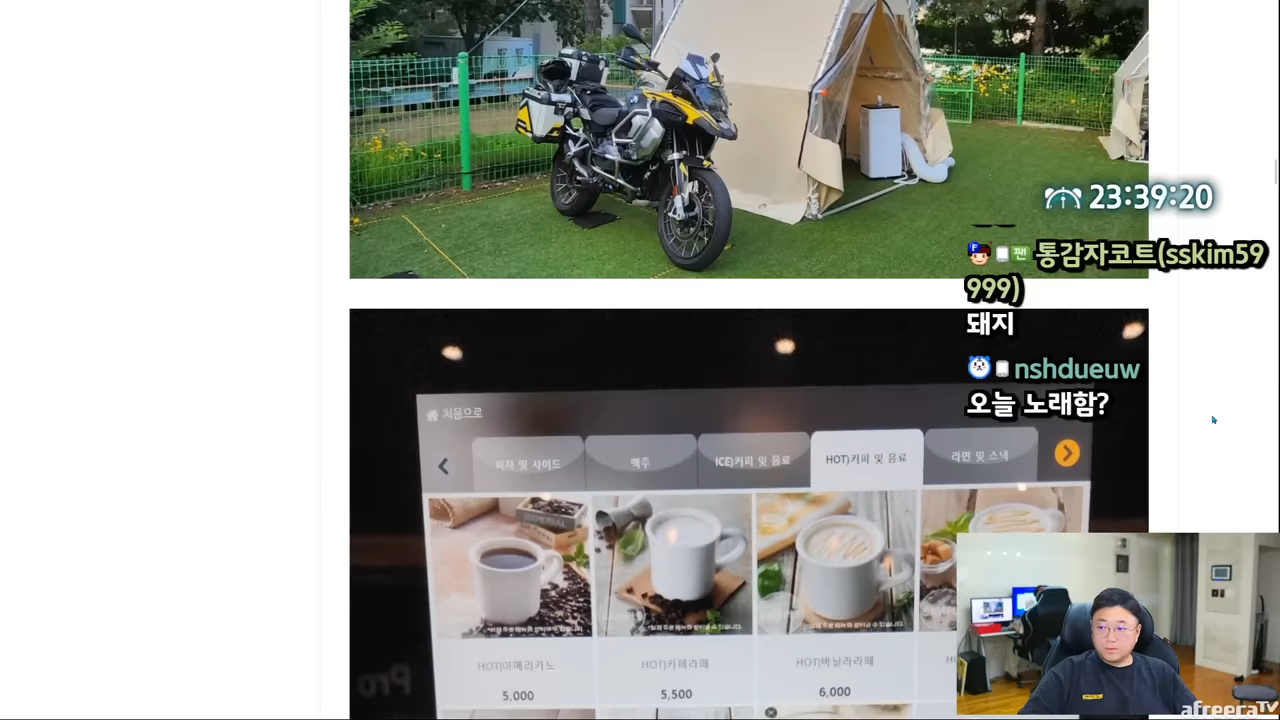 23:39:20
F 팬 통감자코트(sskim59
999)
돼지
nshdueuw
오늘 노래함?
처음으로
피자 및 사이드
맥주
ICE)커피 및 음료
HOT)커피 및 음료
라면 및 스낵
HOT)아메리카노
HOT)카페라떼
HOT)바닐라라떼
5,000
5,500
6,000
Pro
afreecaTV